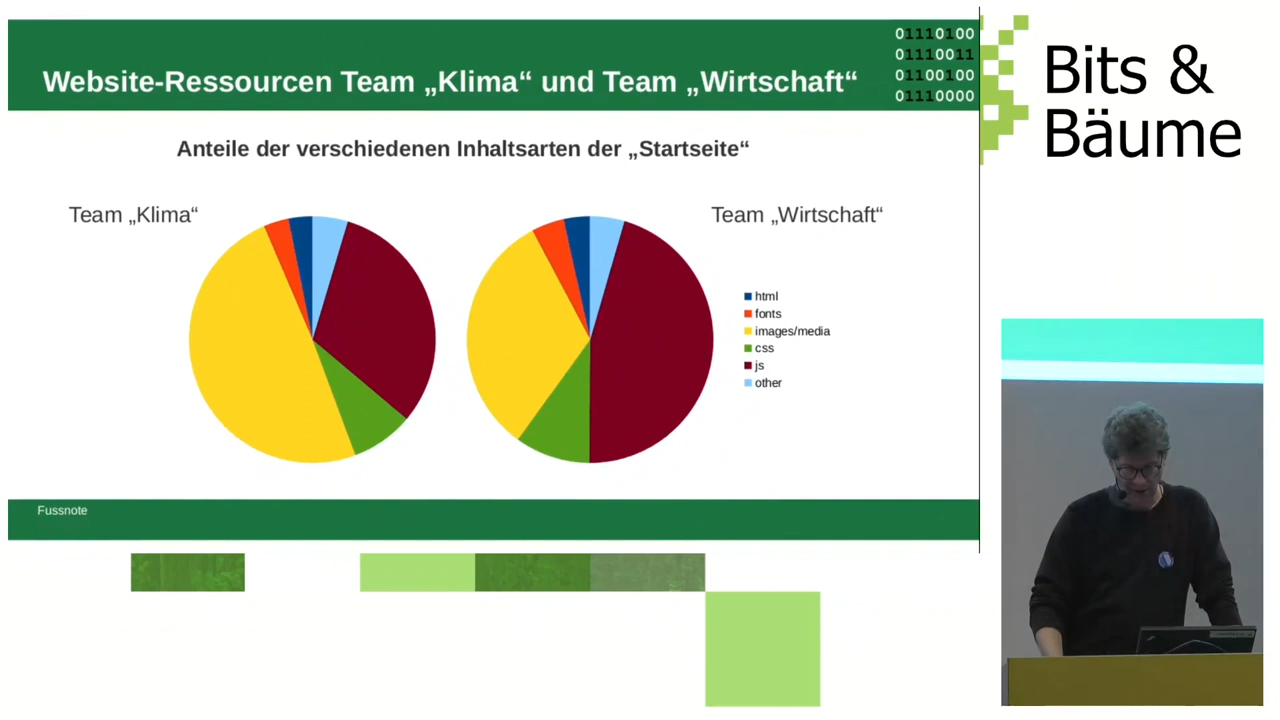 Website-Ressourcen Team „Klima“ und Team „Wirtschaft“
01110100
01110011
01100100
01110000
Bits &
Bäume
Anteile der verschiedenen Inhaltsarten der „Startseite“
Team „Klima“
Team „Wirtschaft“
html
fonts
images/media
css
js
other
Fussnote